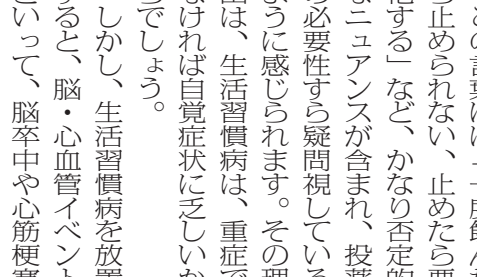 この言葉には「一度飲んだ
ら止められない、止めたら悪
化する」など、かなり否定的
なニュアンスが含まれ、投薬
の必要性すら疑問視している
ように感じられます。その理
由は、生活習慣病は、重症で
なければ自覚症状に乏しいか
らでしょう。
しかし、生活習慣病を放置
すると、脳・心血管イベント
といって、脳卒中や心筋梗塞